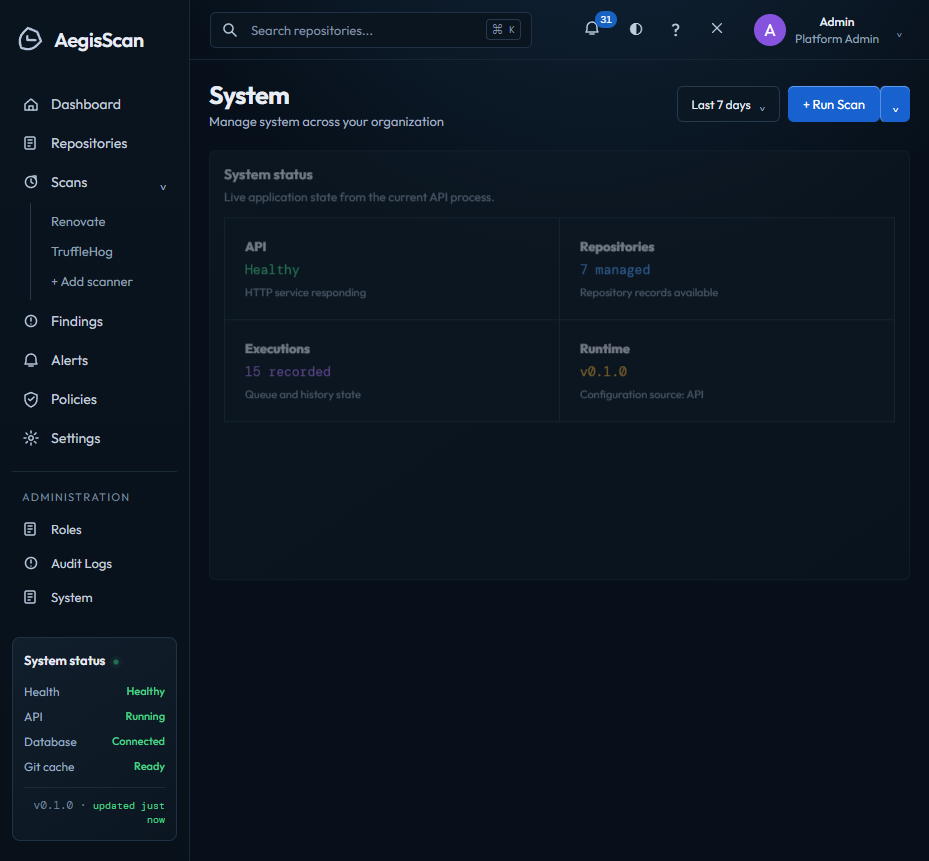 AegisScan
Search repositories...
⌘ K
31
?
A
Admin
Platform Admin
Dashboard
Repositories
Scans
Renovate
TruffleHog
+ Add scanner
Findings
Alerts
Policies
Settings
ADMINISTRATION
Roles
Audit Logs
System
System status
Health Healthy
API Running
Database Connected
Git cache Ready
v0.1.0 · updated just
now
System
Manage system across your organization
Last 7 days
+ Run Scan
System status
Live application state from the current API process.
API
Healthy
HTTP service responding
Repositories
7 managed
Repository records available
Executions
15 recorded
Queue and history state
Runtime
v0.1.0
Configuration source: API